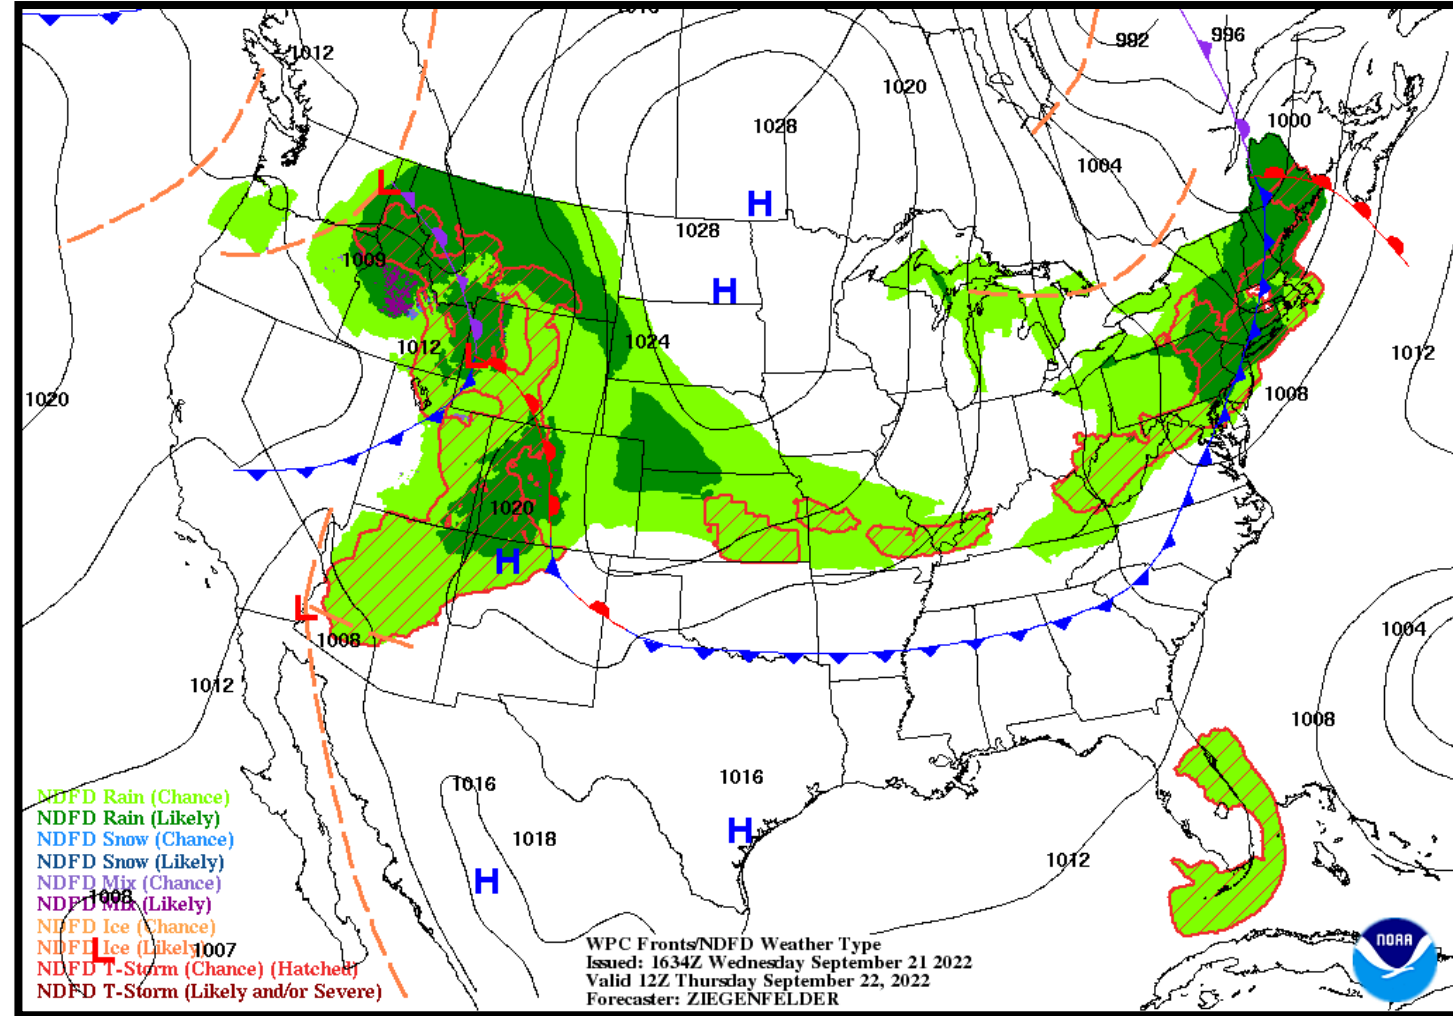 1016
1012
992
996
1020
1028
1000
1004
L
H
1028
1009
H
1024
1012
L
1012
1020
1008
1020
H
L
1008
1004
1012
1008
1016
1016
H
1018
1012
H
NDFD Rain (Chance)
NDFD Rain (Likely)
NDFD Snow (Chance)
NDFD Snow (Likely)
NDFD Mix (Chance)
1008
NDFD Mix (Likely)
NDFD Ice (Chance)
NDFD Ice (Likely)
L
1007
NDFD T-Storm (Chance) (Hatched)
NDFD T-Storm (Likely and/or Severe)
WPC Fronts/NDFD Weather Type
Issued: 1634Z Wednesday September 21 2022
Valid 12Z Thursday September 22, 2022
Forecaster: ZIEGENFELDER
NOAA